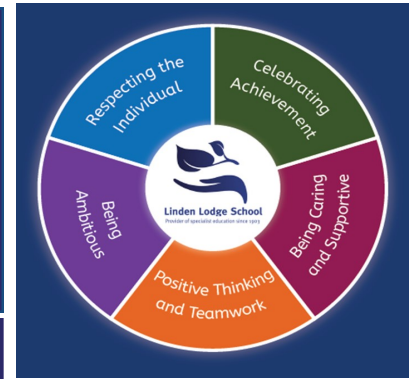 Respecting the
Individual
Celebrating
Achievement
Being
Ambitious
Linden Lodge School
Provider of specialist education since 1903
Being Caring
and Supportive
Positive Thinking
and Teamwork